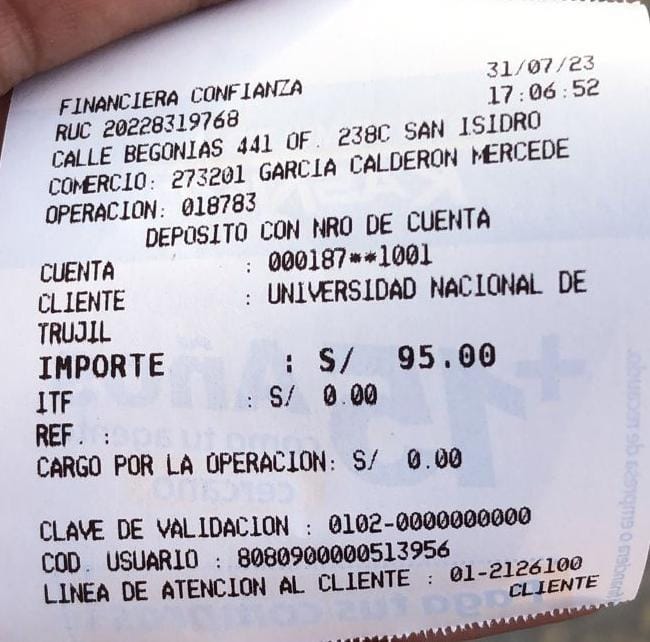 31/07/23
FINANCIERA CONFIANZA 17:06:52
RUC 20228319768
CALLE BEGONIAS 441 OF. 238C SAN ISIDRO
COMERCIO: 273201 GARCIA CALDERON MERCEDE
OPERACION: 018783
DEPOSITO CON NRO DE CUENTA
CUENTA : 000187**1001
CLIENTE : UNIVERSIDAD NACIONAL DE
TRUJIL
IMPORTE : S/ 95.00
ITF : S/ 0.00
REF. :
CARGO POR LA OPERACION: S/ 0.00
CLAVE DE VALIDACION : 0102-0000000000
COD. USUARIO : 8080900000513956
LINEA DE ATENCION AL CLIENTE : 01-2126100
CLIENTE